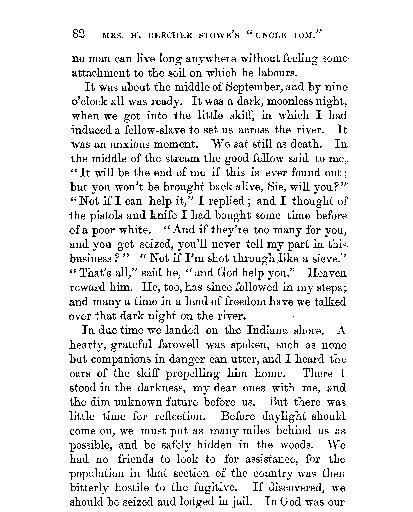 82 MRS. H. BEECHER STOWE'S "UNCLE TOM."
no man can live long anywhere without feeling some
attachment to the soil on which he labours.
It was about the middle of September, and by nine
o'clock all was ready. It was a dark, moonless night,
when we got into the little skiff, in which I had
induced a fellow-slave to set us across the river. It
was an anxious moment. We sat still as death. In
the middle of the stream the good fellow said to me,
"It will be the end of me if this is ever found out;
but you won't be brought back alive, Sie, will you?"
"Not if I can help it," I replied; and I thought of
the pistols and knife I had bought some time before
of a poor white. "And if they're too many for you,
and you get seized, you'll never tell my part in this
business?" "Not if I'm shot through like a sieve."
"That's all," said he, "and God help you." Heaven
reward him. He, too, has since followed in my steps;
and many a time in a land of freedom have we talked
over that dark night on the river.
In due time we landed on the Indiana shore. A
hearty, grateful farewell was spoken, such as none
but companions in danger can utter, and I heard the
oars of the skiff propelling him home. There I
stood in the darkness, my dear ones with me, and
the dim unknown future before us. But there was
little time for reflection. Before daylight should
come on, we must put as many miles behind us as
possible, and be safely hidden in the woods. We
had no friends to look to for assistance, for the
population in that section of the country was then
bitterly hostile to the fugitive. If discovered, we
should be seized and lodged in jail. In God was our